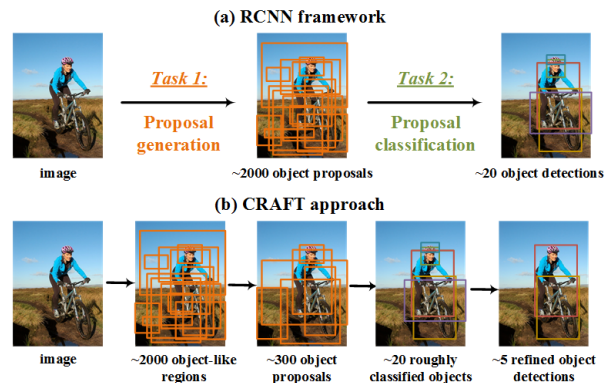 (a) RCNN framework
Task 1:
Proposal
generation
Task 2:
Proposal
classification
image
~2000 object proposals
~20 object detections
(b) CRAFT approach
image
~2000 object-like
regions
~300 object
proposals
~20 roughly
classified objects
~5 refined object
detections